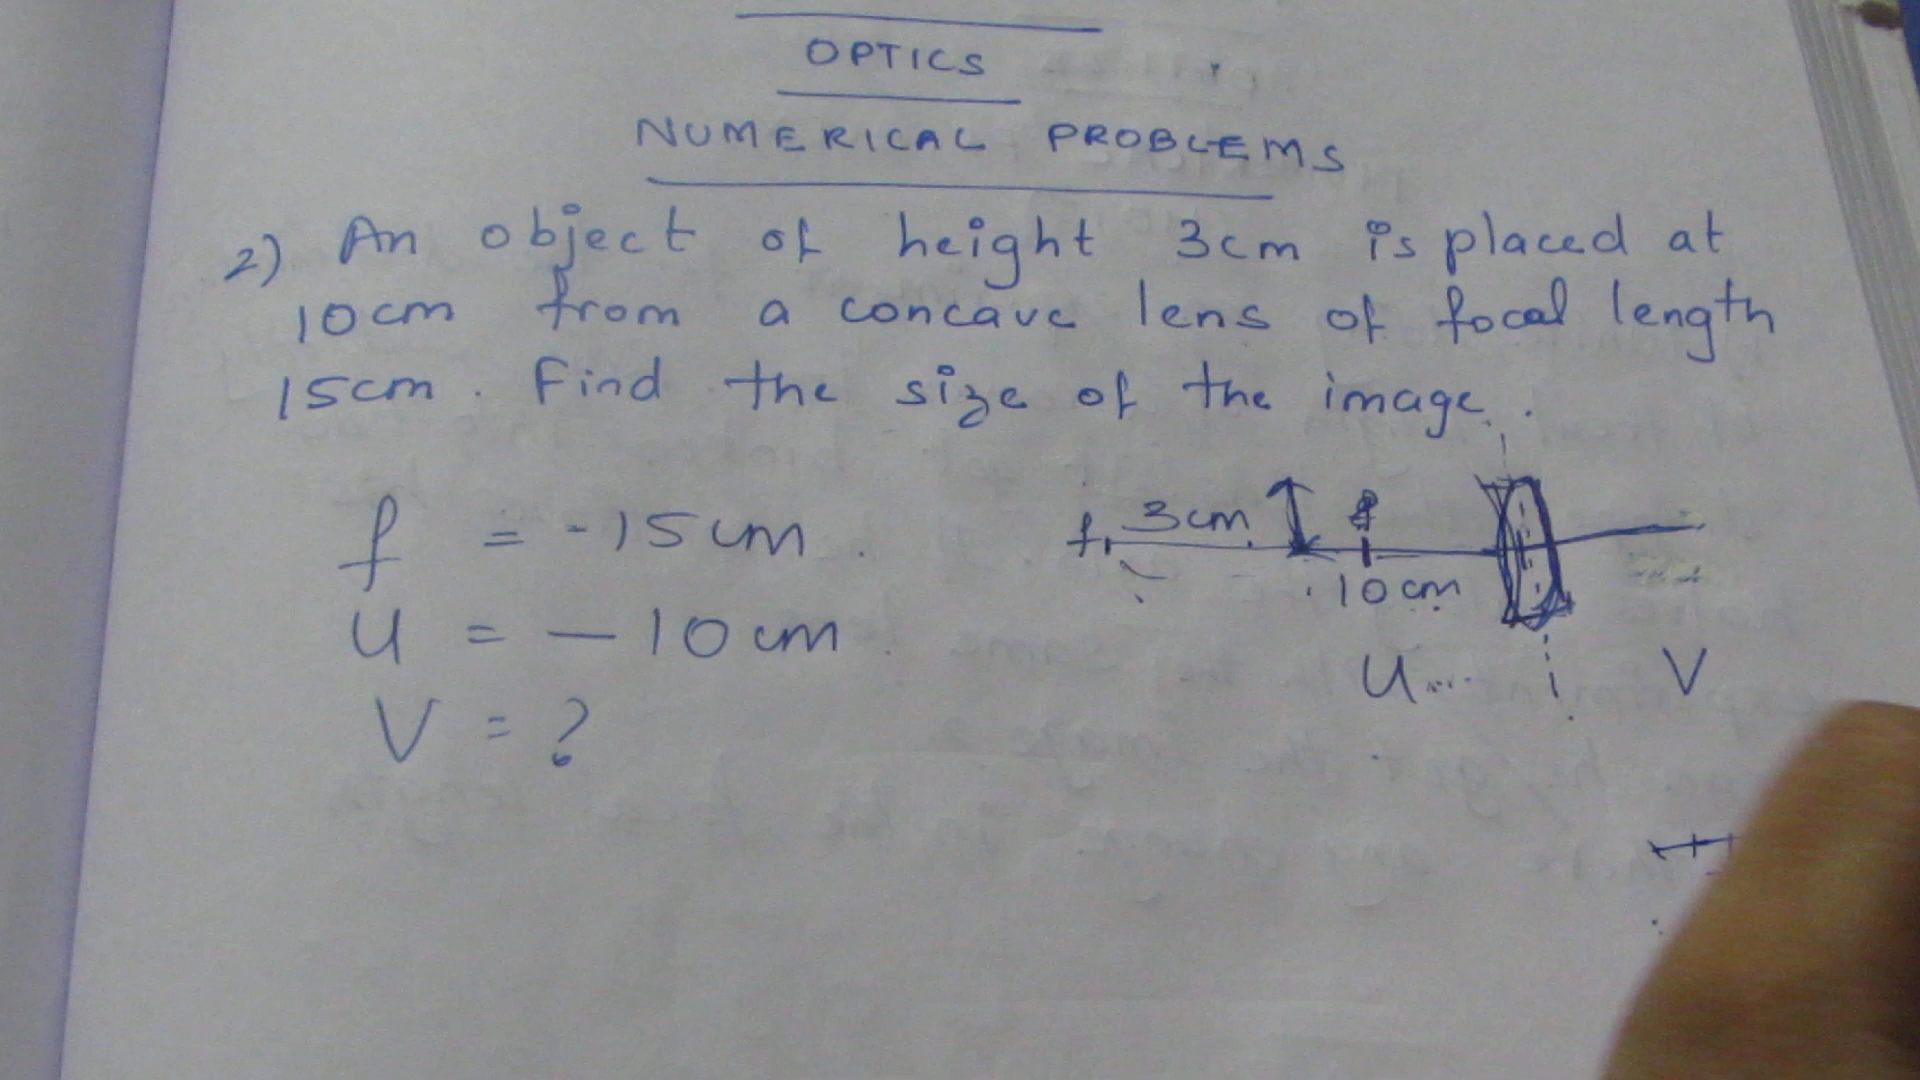 OPTICS
NUMERICAL PROBLEMS
2) An object of height 3cm is placed at
10cm from a concave lens of focal length
15cm. Find the size of the image.
f = -15cm.
u = -10cm
V = ?
f 3cm
10cm
u V